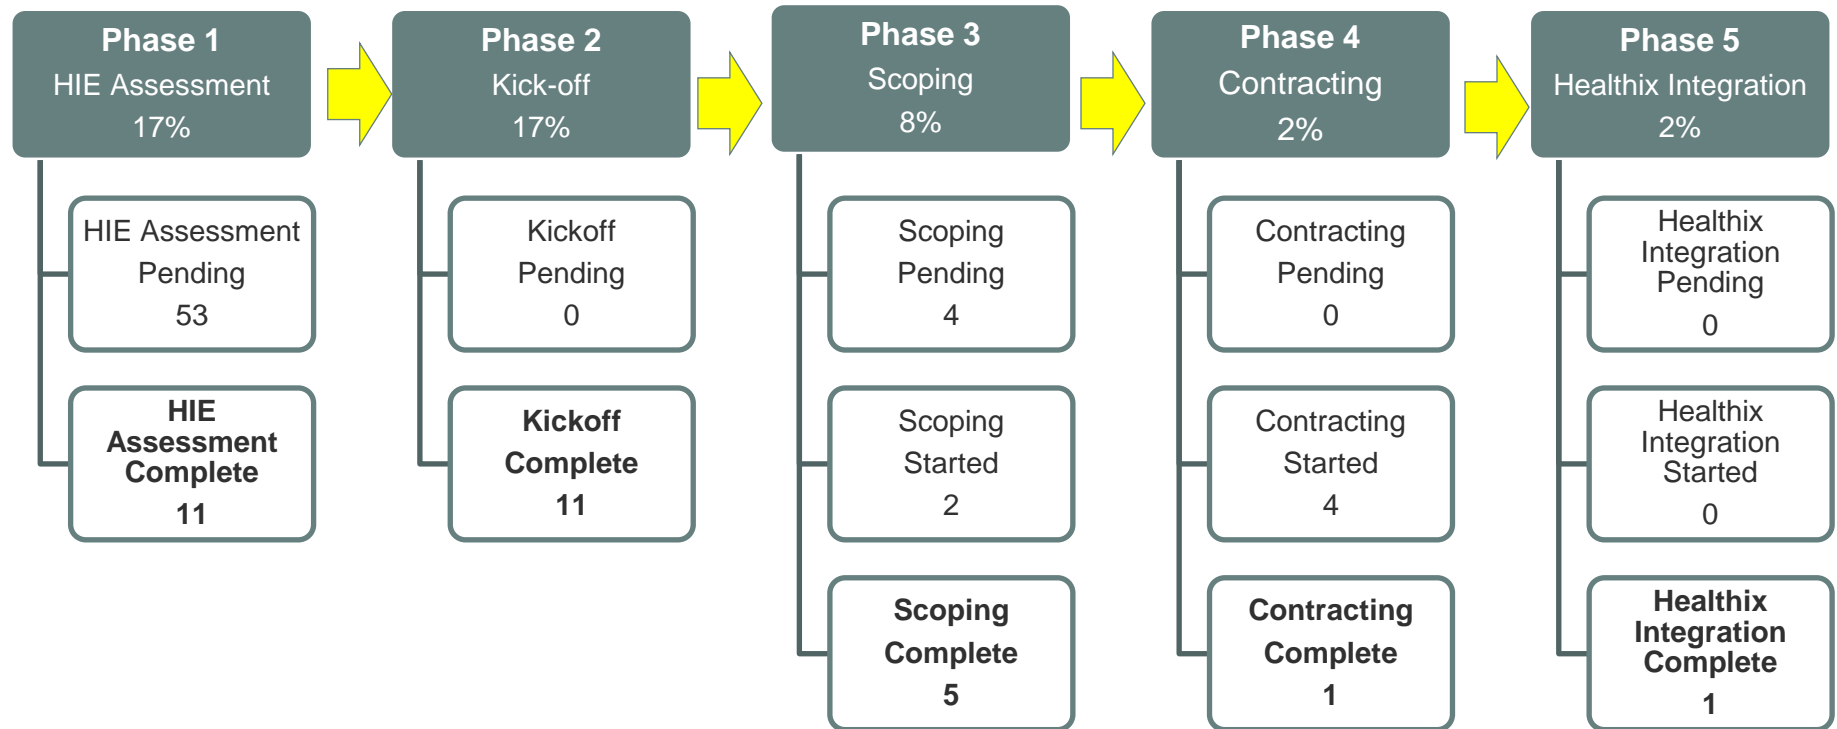 Phase 1
HIE Assessment
17%
HIE Assessment
Pending
53
HIE
Assessment
Complete
11
Phase 2
Kick-off
17%
Kickoff
Pending
0
Kickoff
Complete
11
Phase 3
Scoping
8%
Scoping
Pending
4
Scoping
Started
2
Scoping
Complete
5
Phase 4
Contracting
2%
Contracting
Pending
0
Contracting
Started
4
Contracting
Complete
1
Phase 5
Healthix Integration
2%
Healthix
Integration
Pending
0
Healthix
Integration
Started
0
Healthix
Integration
Complete
1